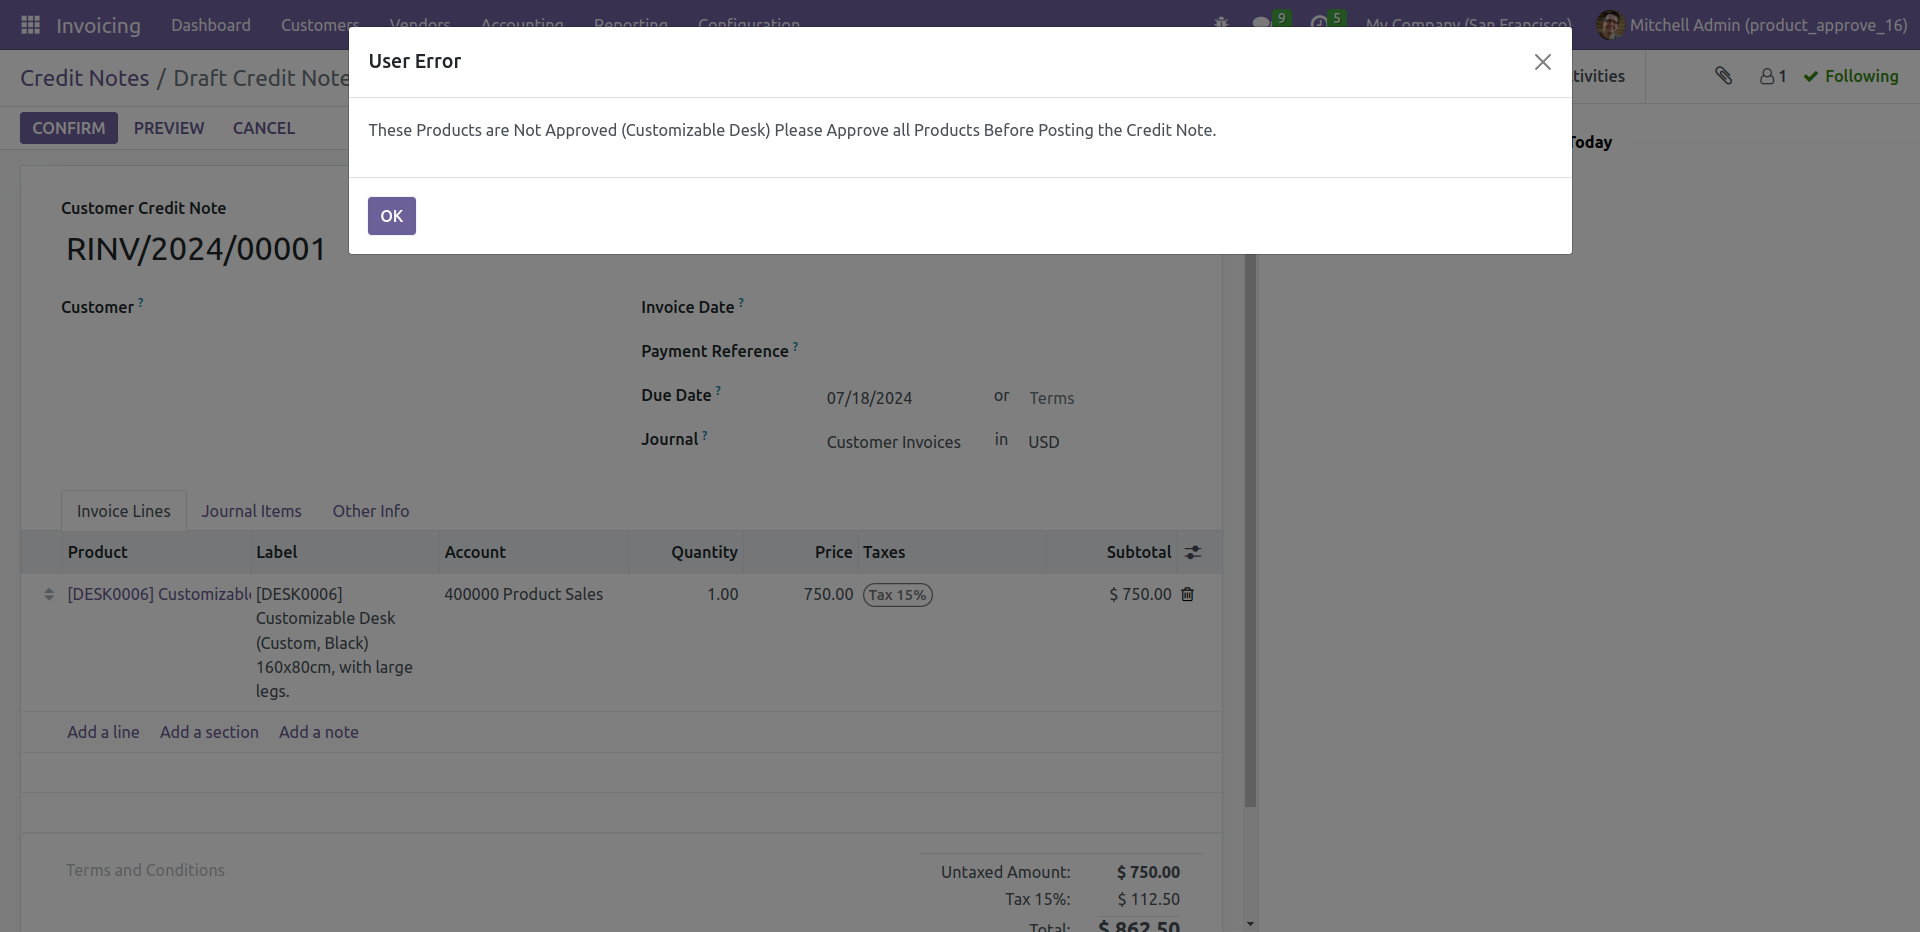 Invoicing Dashboard Customers Vendors Accounting Reporting Configuration 9 5 My Company (San Francisco) Mitchell Admin (product_approve_16)
User Error
Credit Notes / Draft Credit Note
1 Following
CONFIRM PREVIEW CANCEL
These Products are Not Approved (Customizable Desk) Please Approve all Products Before Posting the Credit Note.
Today
OK
Customer Credit Note
RINV/2024/00001
Customer ?
Invoice Date ?
Payment Reference ?
Due Date ? 07/18/2024 or Terms
Journal ? Customer Invoices in USD
Invoice Lines Journal Items Other Info
Product Label Account Quantity Price Taxes Subtotal
[DESK0006] Customizabl [DESK0006] 400000 Product Sales 1.00 750.00 Tax 15% $ 750.00
Customizable Desk
(Custom, Black)
160x80cm, with large
legs.
Add a line Add a section Add a note
Terms and Conditions
Untaxed Amount: $ 750.00
Tax 15%: $ 112.50
Total: $ 862.50